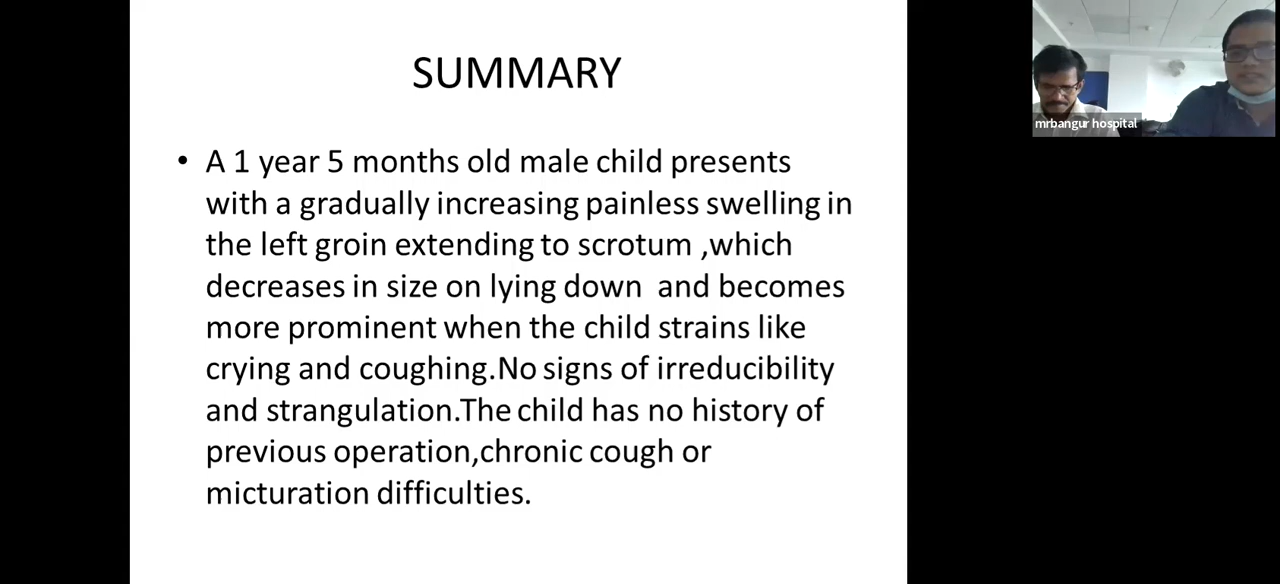 SUMMARY
• A 1 year 5 months old male child presents
with a gradually increasing painless swelling in
the left groin extending to scrotum ,which
decreases in size on lying down  and becomes
more prominent when the child strains like
crying and coughing.No signs of irreducibility
and strangulation.The child has no history of
previous operation,chronic cough or
micturation difficulties.
mrbangur hospital